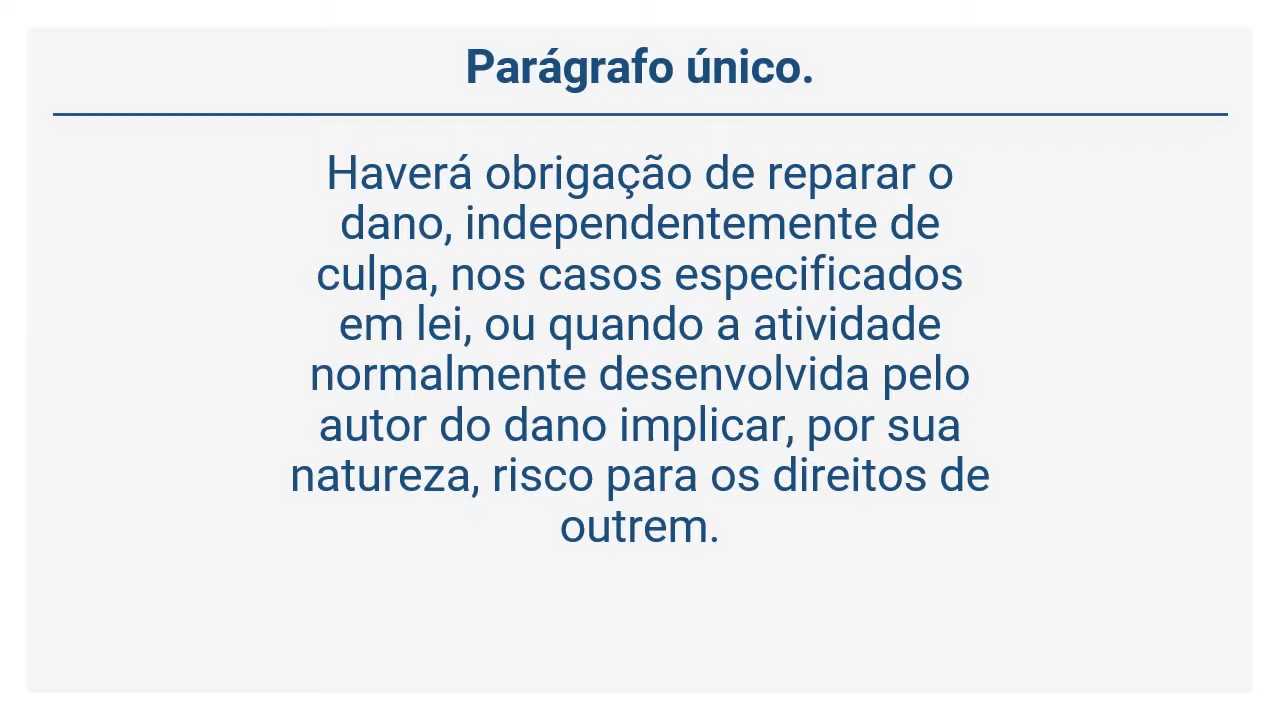 Parágrafo único.
Haverá obrigação de reparar o
dano, independentemente de
culpa, nos casos especificados
em lei, ou quando a atividade
normalmente desenvolvida pelo
autor do dano implicar, por sua
natureza, risco para os direitos de
outrem.